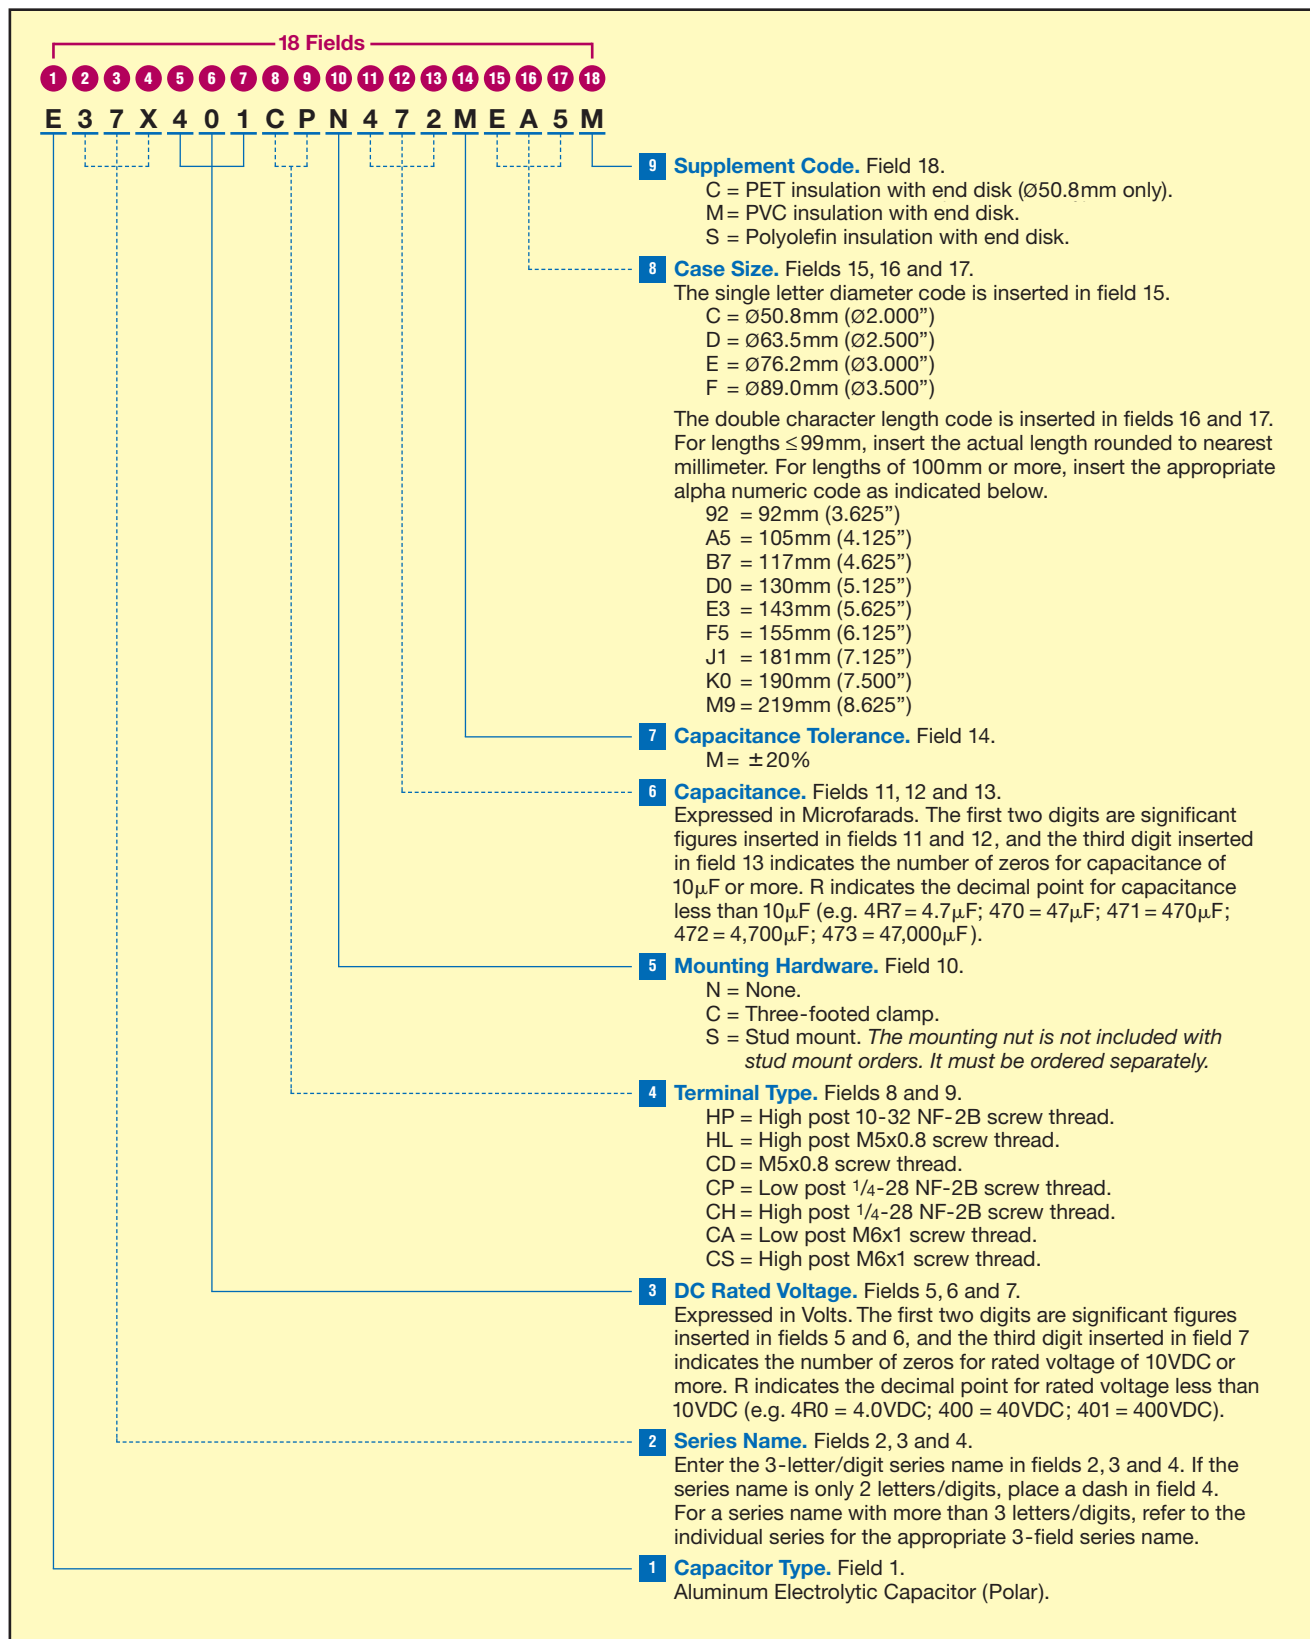 18 Fields
1 2 3 4 5 6 7 8 9 10 11 12 13 14 15 16 17 18
E 3 7 X 4 0 1 C P N 4 7 2 M E A 5 M
9 Supplement Code. Field 18.
C = PET insulation with end disk (Ø50.8mm only).
M = PVC insulation with end disk.
S = Polyolefin insulation with end disk.
8 Case Size. Fields 15, 16 and 17.
The single letter diameter code is inserted in field 15.
C = Ø50.8mm (Ø2.000”)
D = Ø63.5mm (Ø2.500”)
E = Ø76.2mm (Ø3.000”)
F = Ø89.0mm (Ø3.500”)
The double character length code is inserted in fields 16 and 17.
For lengths ≤99mm, insert the actual length rounded to nearest
millimeter. For lengths of 100mm or more, insert the appropriate
alpha numeric code as indicated below.
92 = 92mm (3.625”)
A5 = 105mm (4.125”)
B7 = 117mm (4.625”)
D0 = 130mm (5.125”)
E3 = 143mm (5.625”)
F5 = 155mm (6.125”)
J1 = 181mm (7.125”)
K0 = 190mm (7.500”)
M9 = 219mm (8.625”)
7 Capacitance Tolerance. Field 14.
M = ±20%
6 Capacitance. Fields 11, 12 and 13.
Expressed in Microfarads. The first two digits are significant
figures inserted in fields 11 and 12, and the third digit inserted
in field 13 indicates the number of zeros for capacitance of
10μF or more. R indicates the decimal point for capacitance
less than 10μF (e.g. 4R7 = 4.7μF; 470 = 47μF; 471 = 470μF;
472 = 4,700μF; 473 = 47,000μF).
5 Mounting Hardware. Field 10.
N = None.
C = Three-footed clamp.
S = Stud mount. The mounting nut is not included with
stud mount orders. It must be ordered separately.
4 Terminal Type. Fields 8 and 9.
HP = High post 10-32 NF-2B screw thread.
HL = High post M5x0.8 screw thread.
CD = M5x0.8 screw thread.
CP = Low post 1/4-28 NF-2B screw thread.
CH = High post 1/4-28 NF-2B screw thread.
CA = Low post M6x1 screw thread.
CS = High post M6x1 screw thread.
3 DC Rated Voltage. Fields 5, 6 and 7.
Expressed in Volts. The first two digits are significant figures
inserted in fields 5 and 6, and the third digit inserted in field 7
indicates the number of zeros for rated voltage of 10VDC or
more. R indicates the decimal point for rated voltage less than
10VDC (e.g. 4R0 = 4.0VDC; 400 = 40VDC; 401 = 400VDC).
2 Series Name. Fields 2, 3 and 4.
Enter the 3-letter/digit series name in fields 2, 3 and 4. If the
series name is only 2 letters/digits, place a dash in field 4.
For a series name with more than 3 letters/digits, refer to the
individual series for the appropriate 3-field series name.
1 Capacitor Type. Field 1.
Aluminum Electrolytic Capacitor (Polar).